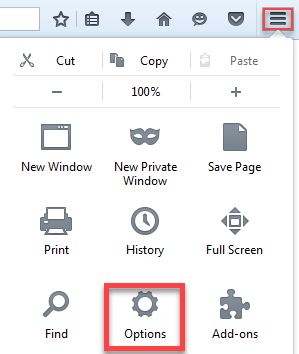 Cut Copy Paste
100%
New Window New Private Window Save Page
Print History Full Screen
Find Options Add-ons